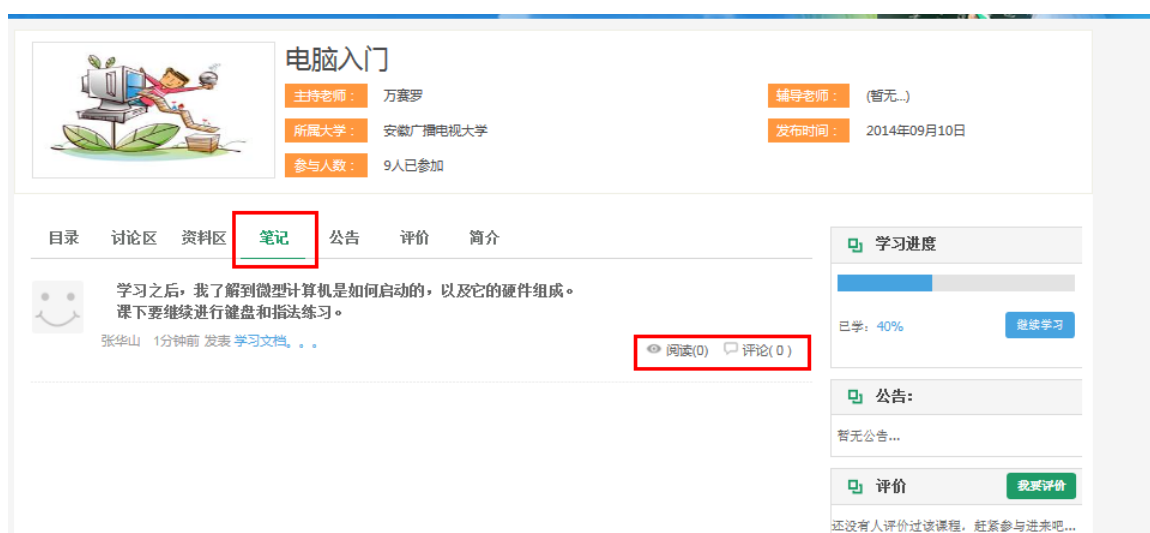 电脑入门
主持老师： 万赛罗 辅导老师： (暂无...)
所属大学： 安徽广播电视大学 发布时间： 2014年09月10日
参与人数： 9人已参加
目录 讨论区 资料区 笔记 公告 评价 简介
学习之后，我了解到微型计算机是如何启动的，以及它的硬件组成。
课下要继续进行键盘和指法练习。
张华山 1分钟前 发表 学习文档。。。
阅读(0) 评论( 0 )
学习进度
已学: 40% 继续学习
公告:
暂无公告...
评价 我要评价
还没有人评价过该课程，赶紧参与进来吧...